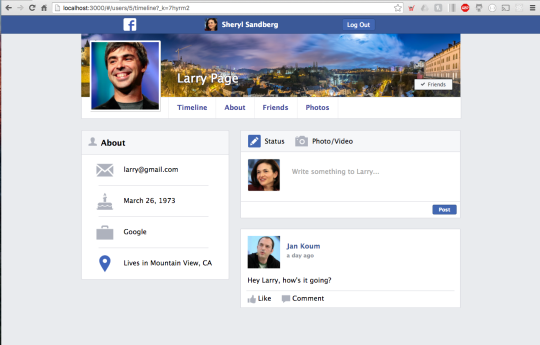 localhost:3000/#/users/5/timeline?_k=7hyrn2
Sheryl Sandberg
Log Out
Larry Page
Friends
Timeline
About
Friends
Photos
About
larry@gmail.com
March 26, 1973
Google
Lives in Mountain View, CA
Status
Photo/Video
Write something to Larry...
Post
Jan Koum
a day ago
Hey Larry, how's it going?
Like
Comment